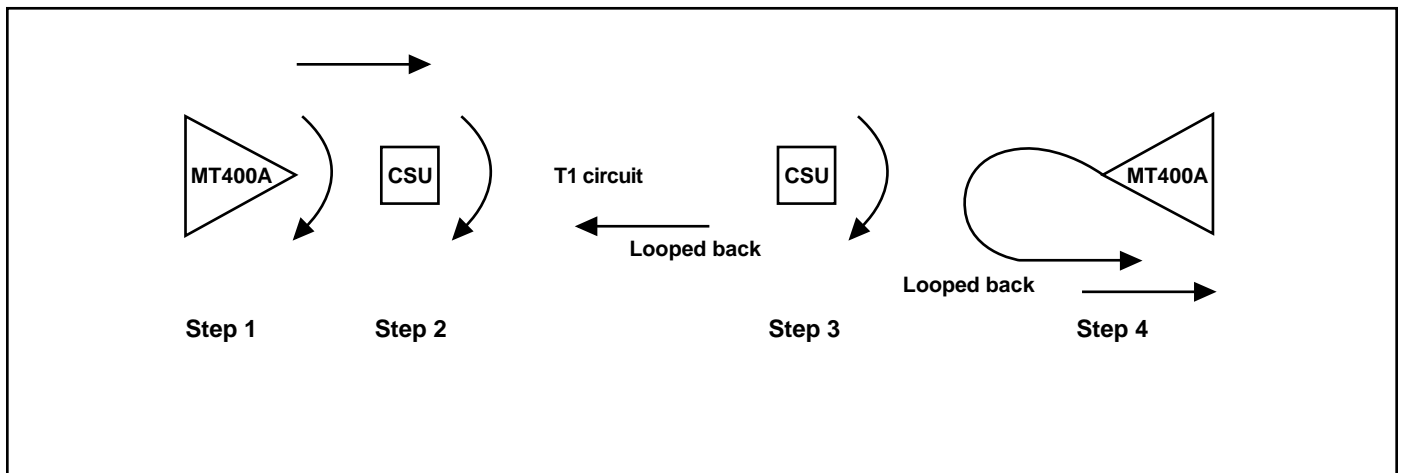 MT400A
CSU
T1 circuit
CSU
MT400A
Looped back
Looped back
Step 1
Step 2
Step 3
Step 4